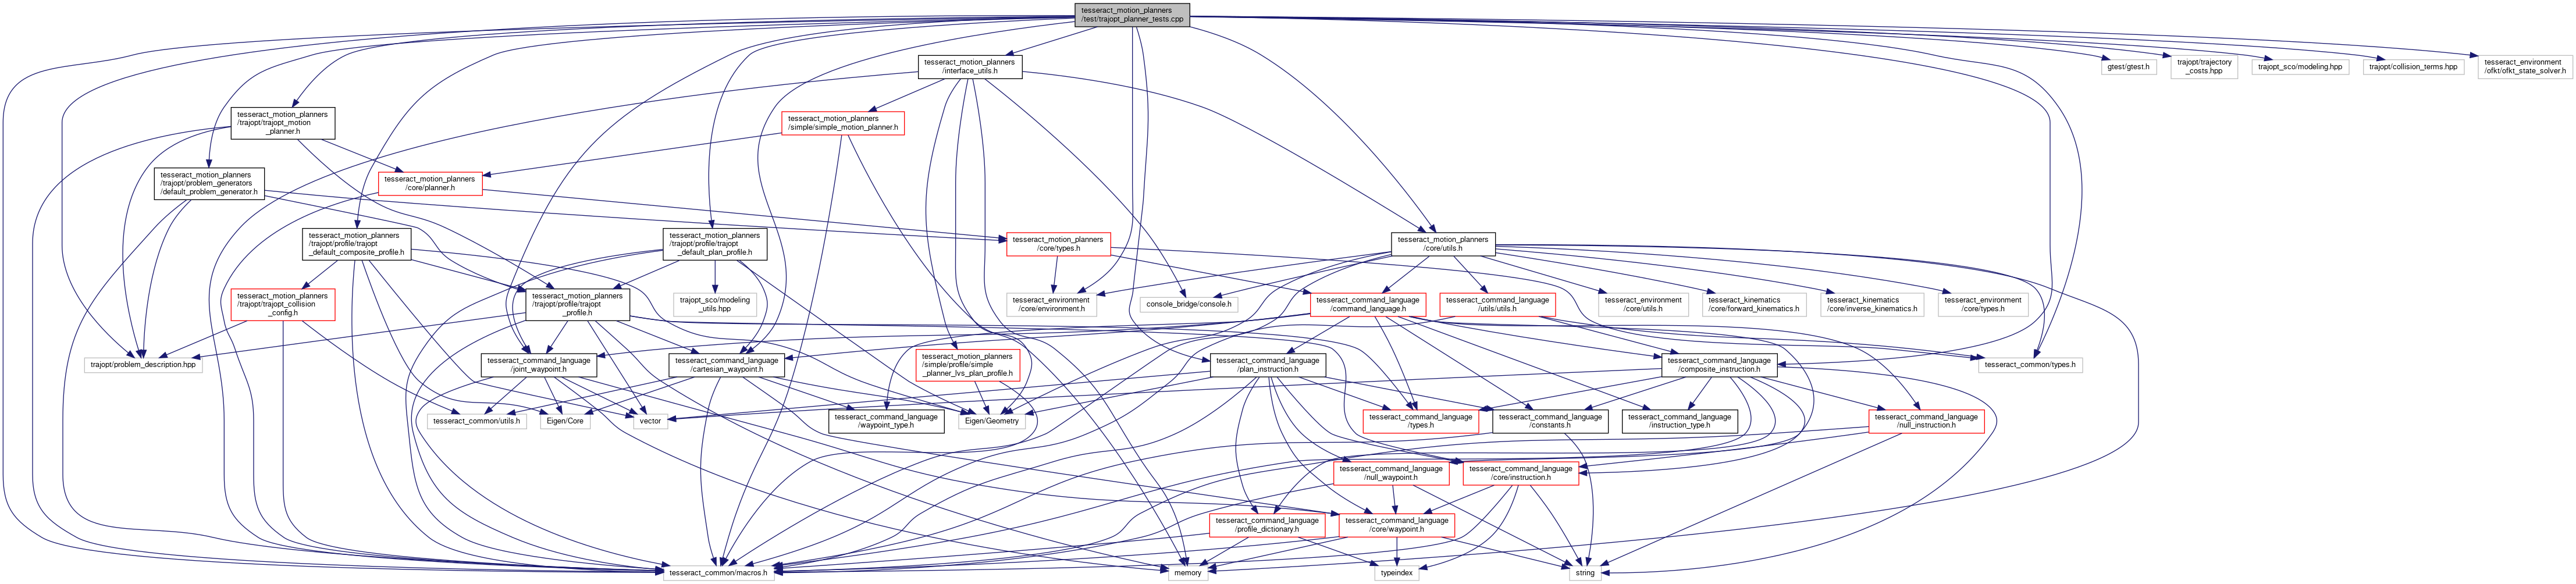 tesseract_motion_planners
/test/trajopt_planner_tests.cpp
tesseract_motion_planners
/interface_utils.h
gtest/gtest.h
trajopt/trajectory
_costs.hpp
trajopt_sco/modeling.hpp
trajopt/collision_terms.hpp
tesseract_environment
/ofkt/ofkt_state_solver.h
tesseract_motion_planners
/trajopt/trajopt_motion
_planner.h
tesseract_motion_planners
/simple/simple_motion_planner.h
tesseract_motion_planners
/trajopt/problem_generators
/default_problem_generator.h
tesseract_motion_planners
/core/planner.h
tesseract_motion_planners
/trajopt/profile/trajopt
_default_composite_profile.h
tesseract_motion_planners
/trajopt/profile/trajopt
_default_plan_profile.h
tesseract_motion_planners
/core/types.h
tesseract_motion_planners
/core/utils.h
tesseract_motion_planners
/trajopt/trajopt_collision
_config.h
tesseract_motion_planners
/trajopt/profile/trajopt
_profile.h
trajopt_sco/modeling
_utils.hpp
tesseract_environment
/core/environment.h
console_bridge/console.h
tesseract_command_language
/command_language.h
tesseract_command_language
/utils/utils.h
tesseract_environment
/core/utils.h
tesseract_kinematics
/core/forward_kinematics.h
tesseract_kinematics
/core/inverse_kinematics.h
tesseract_environment
/core/types.h
trajopt/problem_description.hpp
tesseract_command_language
/joint_waypoint.h
tesseract_command_language
/cartesian_waypoint.h
tesseract_motion_planners
/simple/profile/simple
_planner_lvs_plan_profile.h
tesseract_command_language
/plan_instruction.h
tesseract_command_language
/composite_instruction.h
tesseract_common/types.h
tesseract_common/utils.h
Eigen/Core
vector
tesseract_command_language
/waypoint_type.h
Eigen/Geometry
tesseract_command_language
/types.h
tesseract_command_language
/constants.h
tesseract_command_language
/instruction_type.h
tesseract_command_language
/null_instruction.h
tesseract_command_language
/null_waypoint.h
tesseract_command_language
/core/instruction.h
tesseract_command_language
/profile_dictionary.h
tesseract_command_language
/core/waypoint.h
tesseract_common/macros.h
memory
typeindex
string